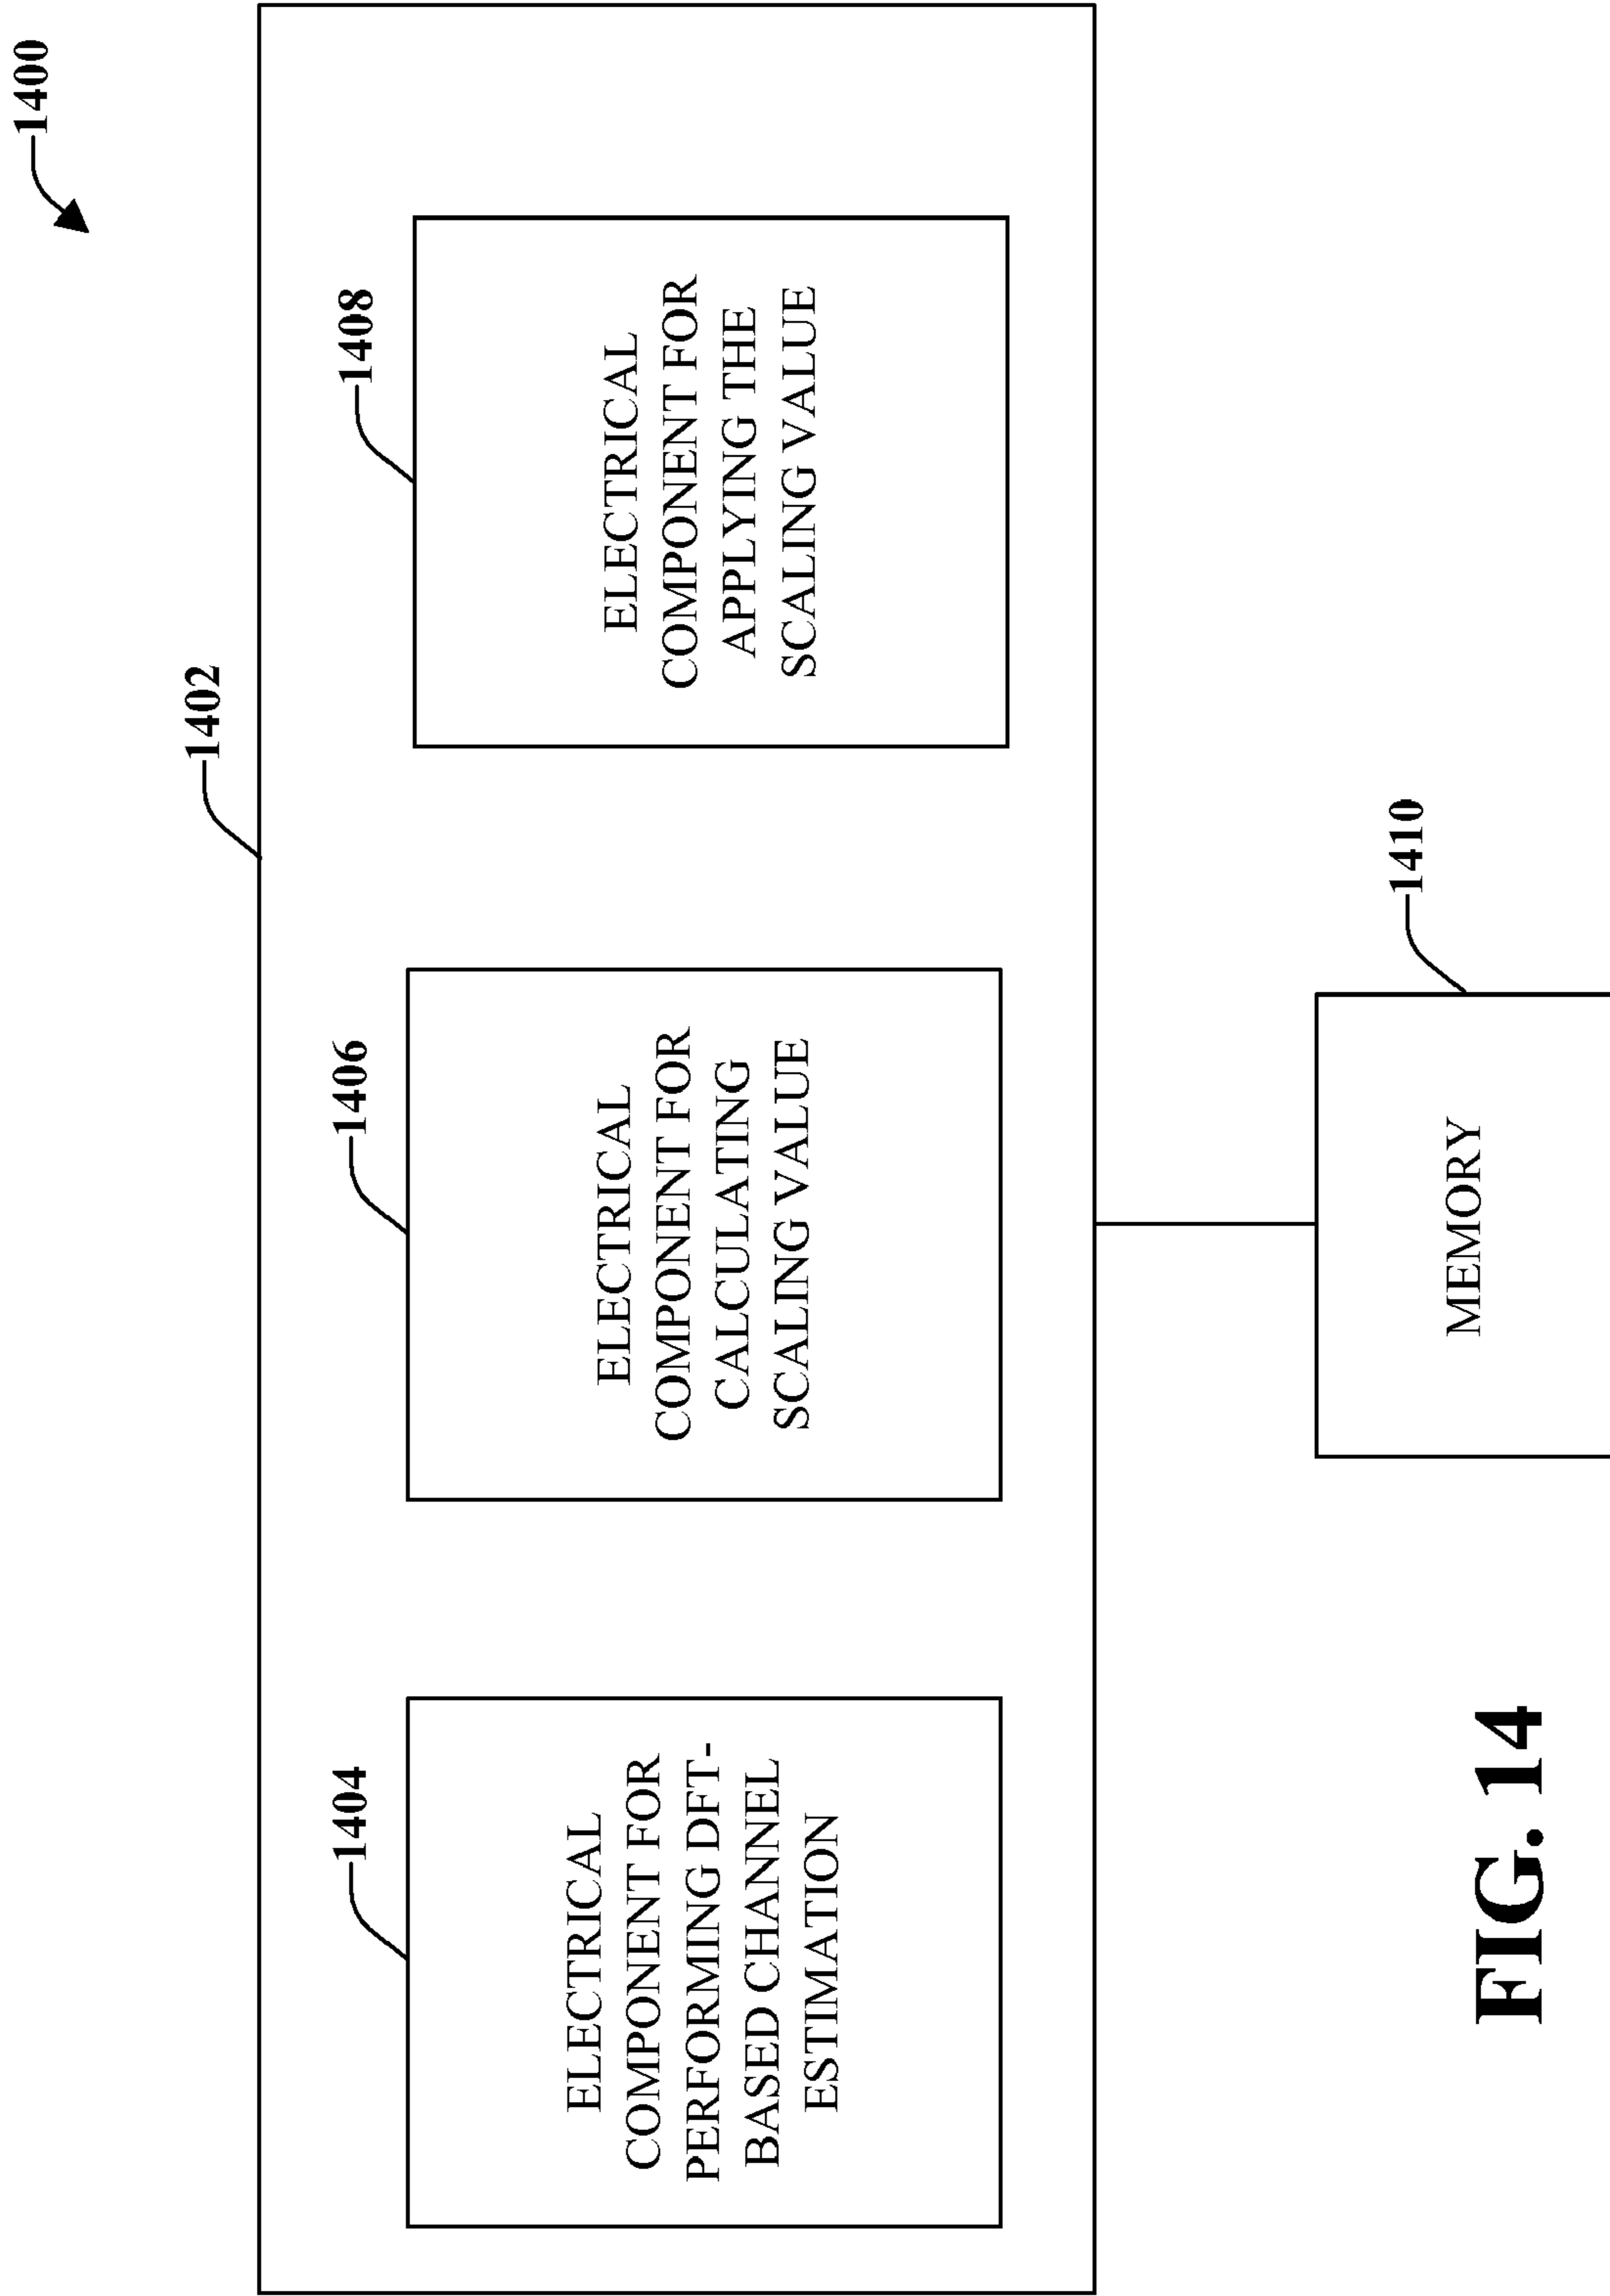 1400
1402
1404
ELECTRICAL
COMPONENT FOR
PERFORMING DFT-
BASED CHANNEL
ESTIMATION
1406
ELECTRICAL
COMPONENT FOR
CALCULATING
SCALING VALUE
1408
ELECTRICAL
COMPONENT FOR
APPLYING THE
SCALING VALUE
1410
MEMORY
FIG. 14